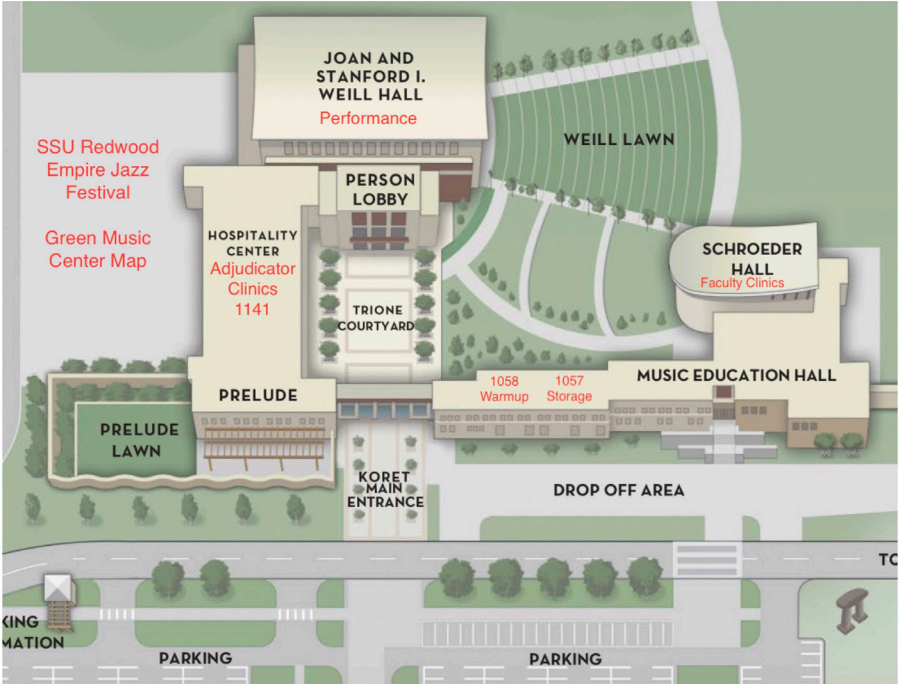 JOAN AND
STANFORD I.
WEILL HALL
Performance
WEILL LAWN
SSU Redwood
Empire Jazz
Festival
Green Music
Center Map
PERSON
LOBBY
HOSPITALITY
CENTER
Adjudicator
Clinics
1141
TRIONE
COURTYARD
SCHROEDER
HALL
Faculty Clinics
PRELUDE
1058
Warmup
1057
Storage
MUSIC EDUCATION HALL
PRELUDE
LAWN
KORET
MAIN
ENTRANCE
DROP OFF AREA
TO
KING
MATION
PARKING
PARKING